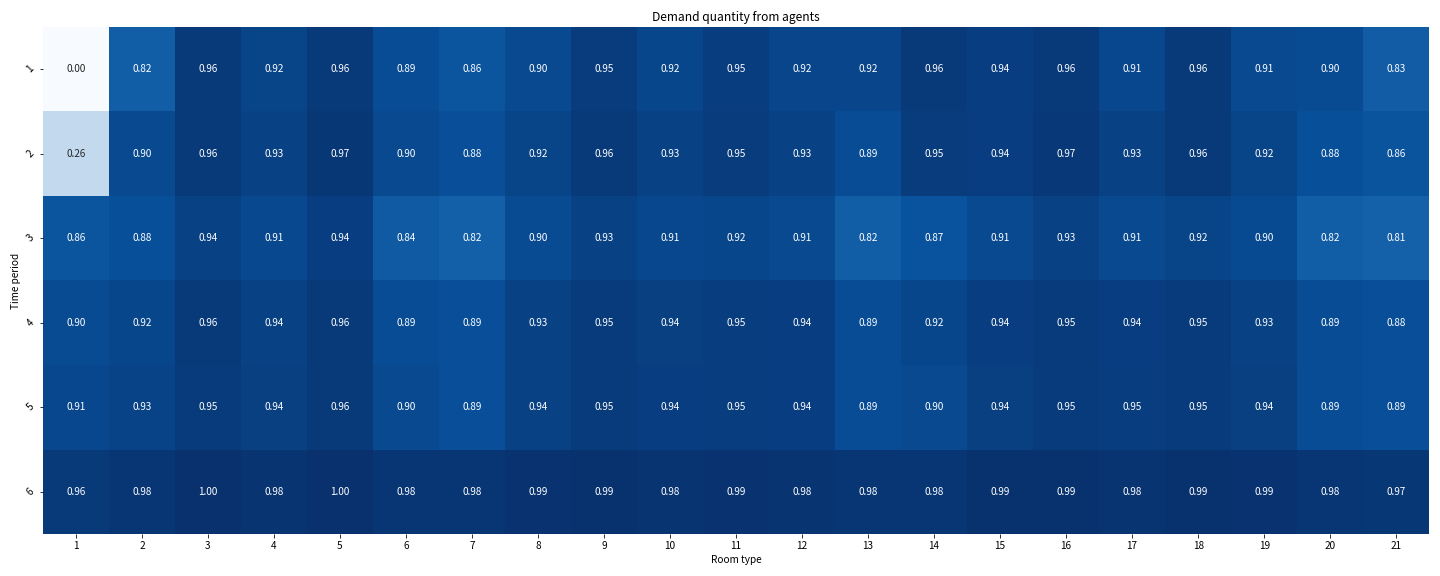 Demand quantity from agents
1 0.00 0.82 0.96 0.92 0.96 0.89 0.86 0.90 0.95 0.92 0.95 0.92 0.92 0.96 0.94 0.96 0.91 0.96 0.91 0.90 0.83
2 0.26 0.90 0.96 0.93 0.97 0.90 0.88 0.92 0.96 0.93 0.95 0.93 0.89 0.95 0.94 0.97 0.93 0.96 0.92 0.88 0.86
3 0.86 0.88 0.94 0.91 0.94 0.84 0.82 0.90 0.93 0.91 0.92 0.91 0.82 0.87 0.91 0.93 0.91 0.92 0.90 0.82 0.81
Time period
4 0.90 0.92 0.96 0.94 0.96 0.89 0.89 0.93 0.95 0.94 0.95 0.94 0.89 0.92 0.94 0.95 0.94 0.95 0.93 0.89 0.88
5 0.91 0.93 0.95 0.94 0.96 0.90 0.89 0.94 0.95 0.94 0.95 0.94 0.89 0.90 0.94 0.95 0.95 0.95 0.94 0.89 0.89
6 0.96 0.98 1.00 0.98 1.00 0.98 0.98 0.99 0.99 0.98 0.99 0.98 0.98 0.98 0.99 0.99 0.98 0.99 0.99 0.98 0.97
1 2 3 4 5 6 7 8 9 10 11 12 13 14 15 16 17 18 19 20 21
Room type